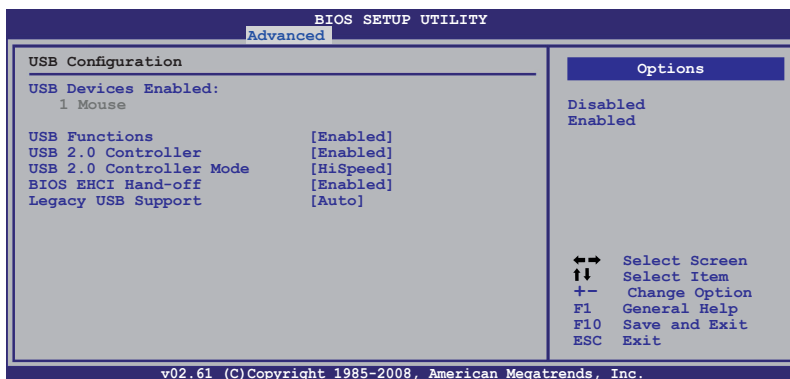 BIOS SETUP UTILITY
Advanced
USB Configuration
USB Devices Enabled:
1 Mouse
USB Functions [Enabled]
USB 2.0 Controller [Enabled]
USB 2.0 Controller Mode [HiSpeed]
BIOS EHCI Hand-off [Enabled]
Legacy USB Support [Auto]
Options
Disabled
Enabled
←→ Select Screen
↑↓ Select Item
+- Change Option
F1 General Help
F10 Save and Exit
ESC Exit
v02.61 (C)Copyright 1985-2008, American Megatrends, Inc.